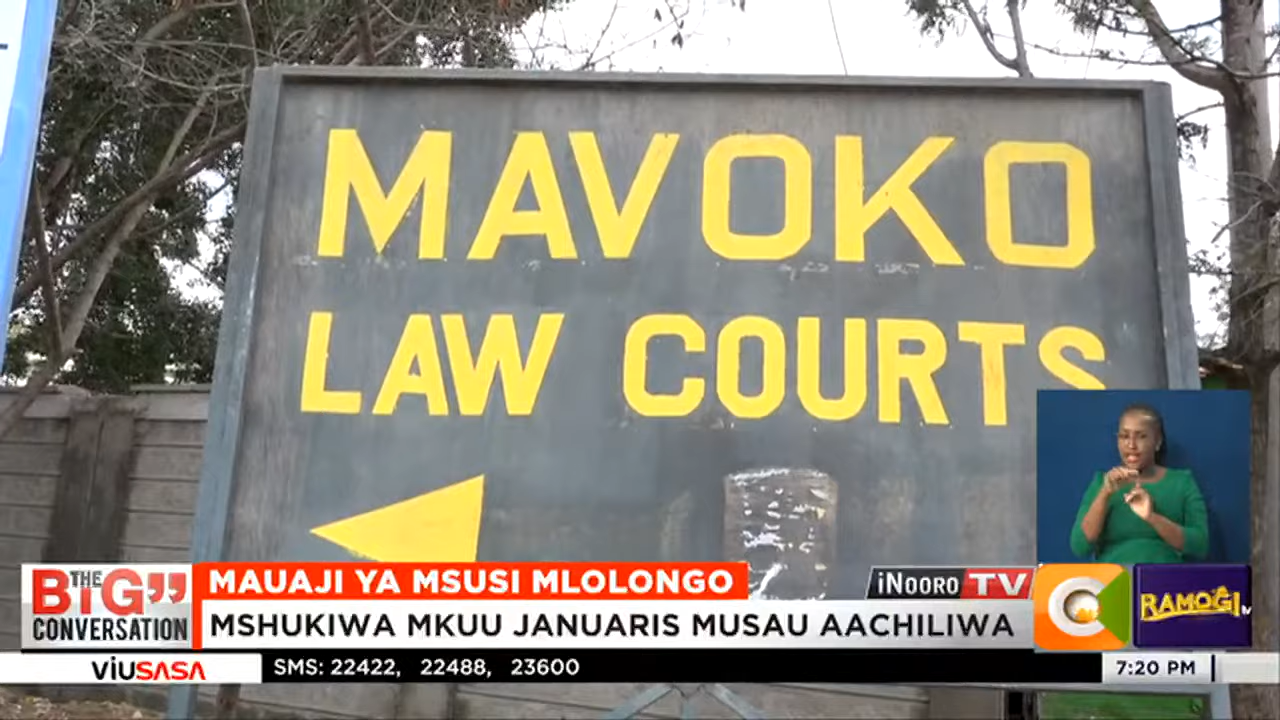 MAVOKO
LAW COURTS
THE
BIG
CONVERSATION
MAUAJI YA MSUSI MLOLONGO
MSHUKIWA MKUU JANUARIS MUSAU AACHILIWA
iNOORO TV
C
RAMOGI TV
VIUSASA
SMS: 22422, 22488, 23600
7:20 PM